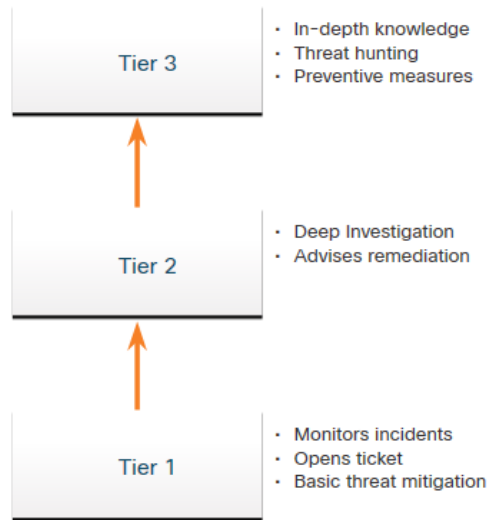 Tier 3
· In-depth knowledge
· Threat hunting
· Preventive measures
Tier 2
· Deep Investigation
· Advises remediation
Tier 1
· Monitors incidents
· Opens ticket
· Basic threat mitigation